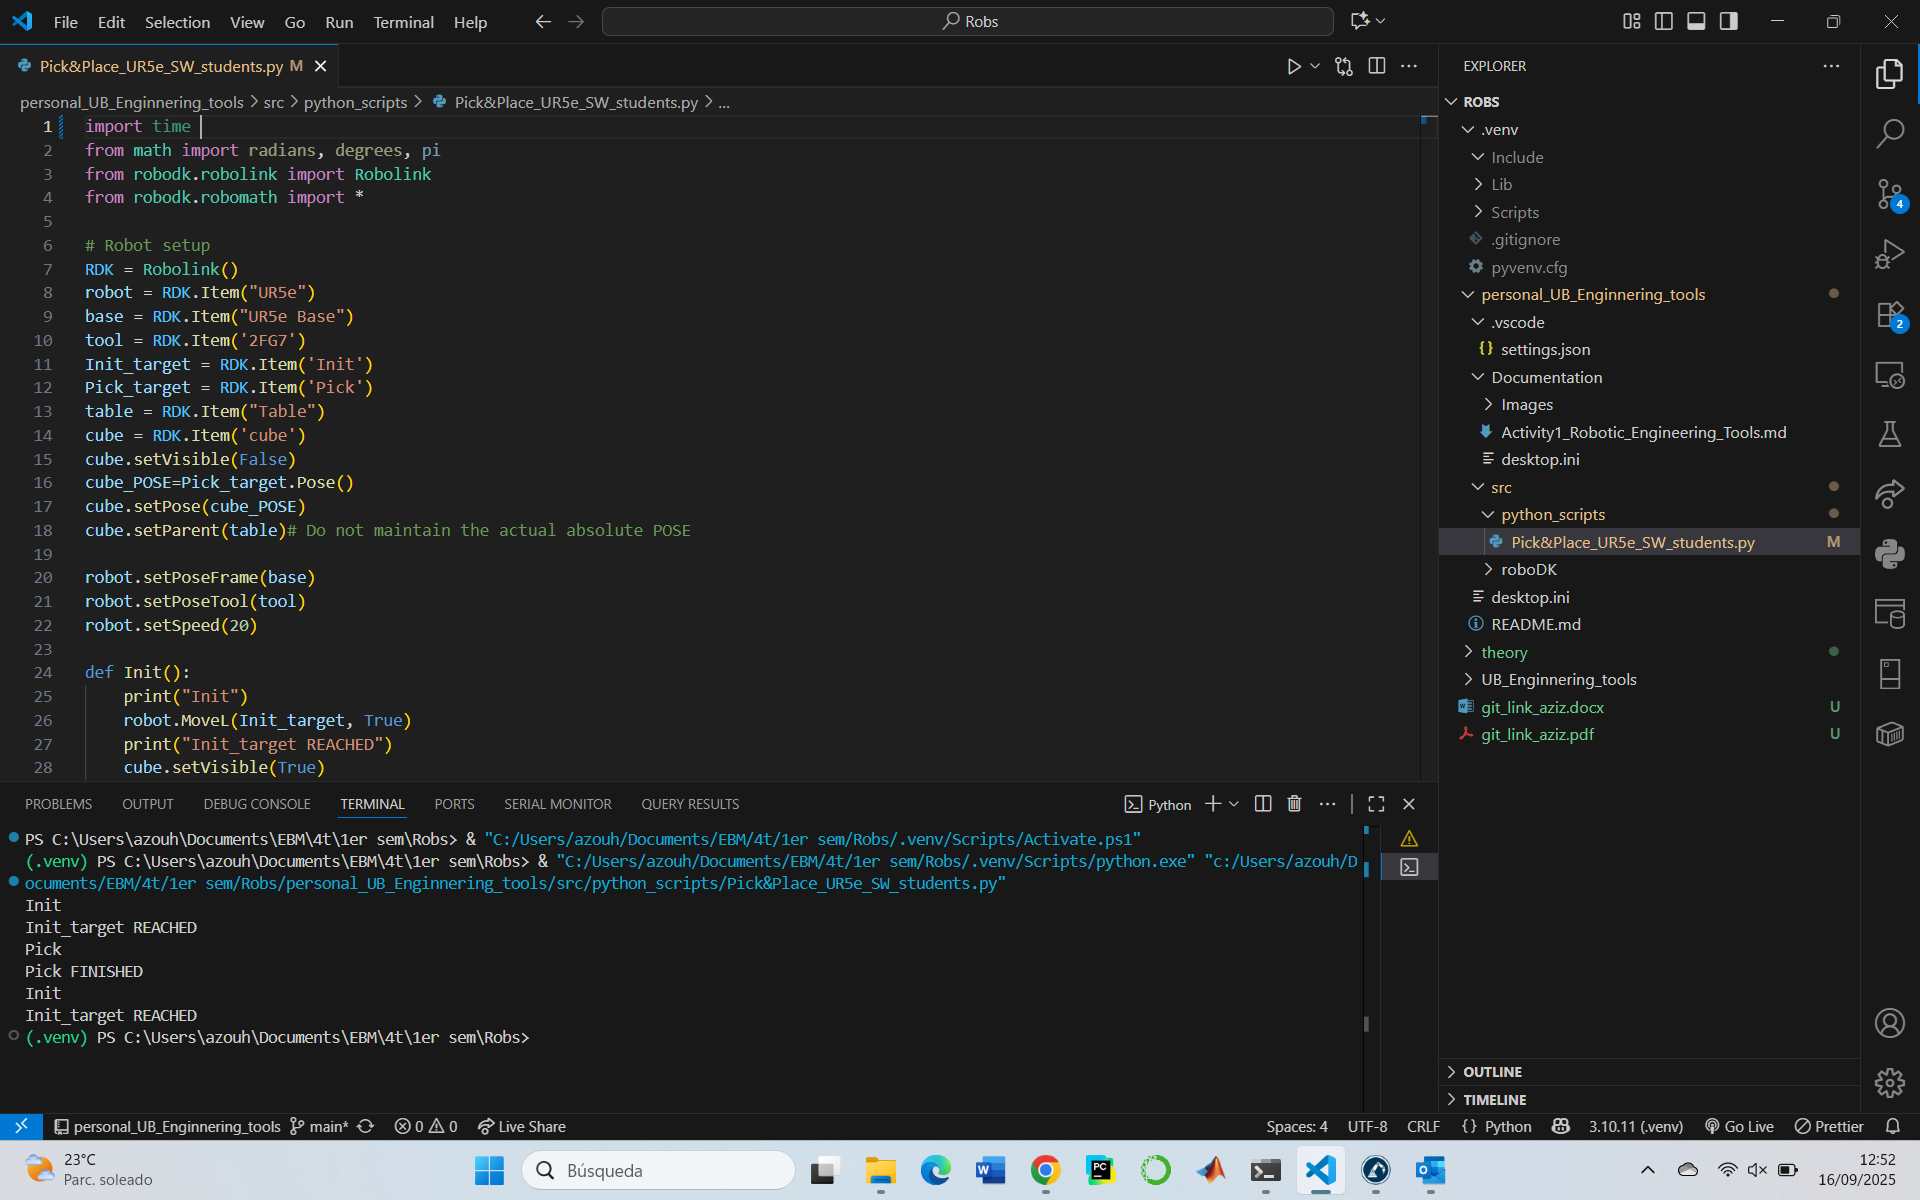 File Edit Selection View Go Run Terminal Help
Robs
Pick&Place_UR5e_SW_students.py M
personal_UB_Enginnering_tools > src > python_scripts > Pick&Place_UR5e_SW_students.py > ...
1 import time
2 from math import radians, degrees, pi
3 from robodk.robolink import Robolink
4 from robodk.robomath import *
5
6 # Robot setup
7 RDK = Robolink()
8 robot = RDK.Item("UR5e")
9 base = RDK.Item("UR5e Base")
10 tool = RDK.Item('2FG7')
11 Init_target = RDK.Item('Init')
12 Pick_target = RDK.Item('Pick')
13 table = RDK.Item("Table")
14 cube = RDK.Item('cube')
15 cube.setVisible(False)
16 cube_POSE=Pick_target.Pose()
17 cube.setPose(cube_POSE)
18 cube.setParent(table)# Do not maintain the actual absolute POSE
19
20 robot.setPoseFrame(base)
21 robot.setPoseTool(tool)
22 robot.setSpeed(20)
23
24 def Init():
25 print("Init")
26 robot.MoveL(Init_target, True)
27 print("Init_target REACHED")
28 cube.setVisible(True)
PROBLEMS OUTPUT DEBUG CONSOLE TERMINAL PORTS SERIAL MONITOR QUERY RESULTS
Python
PS C:\Users\azouh\Documents\EBM\4t\1er sem\Robs> & "C:/Users/azouh/Documents/EBM/4t/1er sem/Robs/.venv/Scripts/Activate.ps1"
(.venv) PS C:\Users\azouh\Documents\EBM\4t\1er sem\Robs> & "C:/Users/azouh/Documents/EBM/4t/1er sem/Robs/.venv/Scripts/python.exe" "c:/Users/azouh/D
ocuments/EBM/4t/1er sem/Robs/personal_UB_Enginnering_tools/src/python_scripts/Pick&Place_UR5e_SW_students.py"
Init
Init_target REACHED
Pick
Pick FINISHED
Init
Init_target REACHED
(.venv) PS C:\Users\azouh\Documents\EBM\4t\1er sem\Robs>
EXPLORER
ROBS
.venv
Include
Lib
Scripts
.gitignore
pyvenv.cfg
personal_UB_Enginnering_tools
.vscode
settings.json
Documentation
Images
Activity1_Robotic_Engineering_Tools.md
desktop.ini
src
python_scripts
Pick&Place_UR5e_SW_students.py M
roboDK
desktop.ini
README.md
theory
UB_Enginnering_tools
git_link_aziz.docx U
git_link_aziz.pdf U
OUTLINE
TIMELINE
4
2
personal_UB_Enginnering_tools main* 0 0 Live Share
Spaces: 4 UTF-8 CRLF {} Python 3.10.11 (.venv) Go Live Prettier
23°C
Parc. soleado
Búsqueda
12:52
16/09/2025